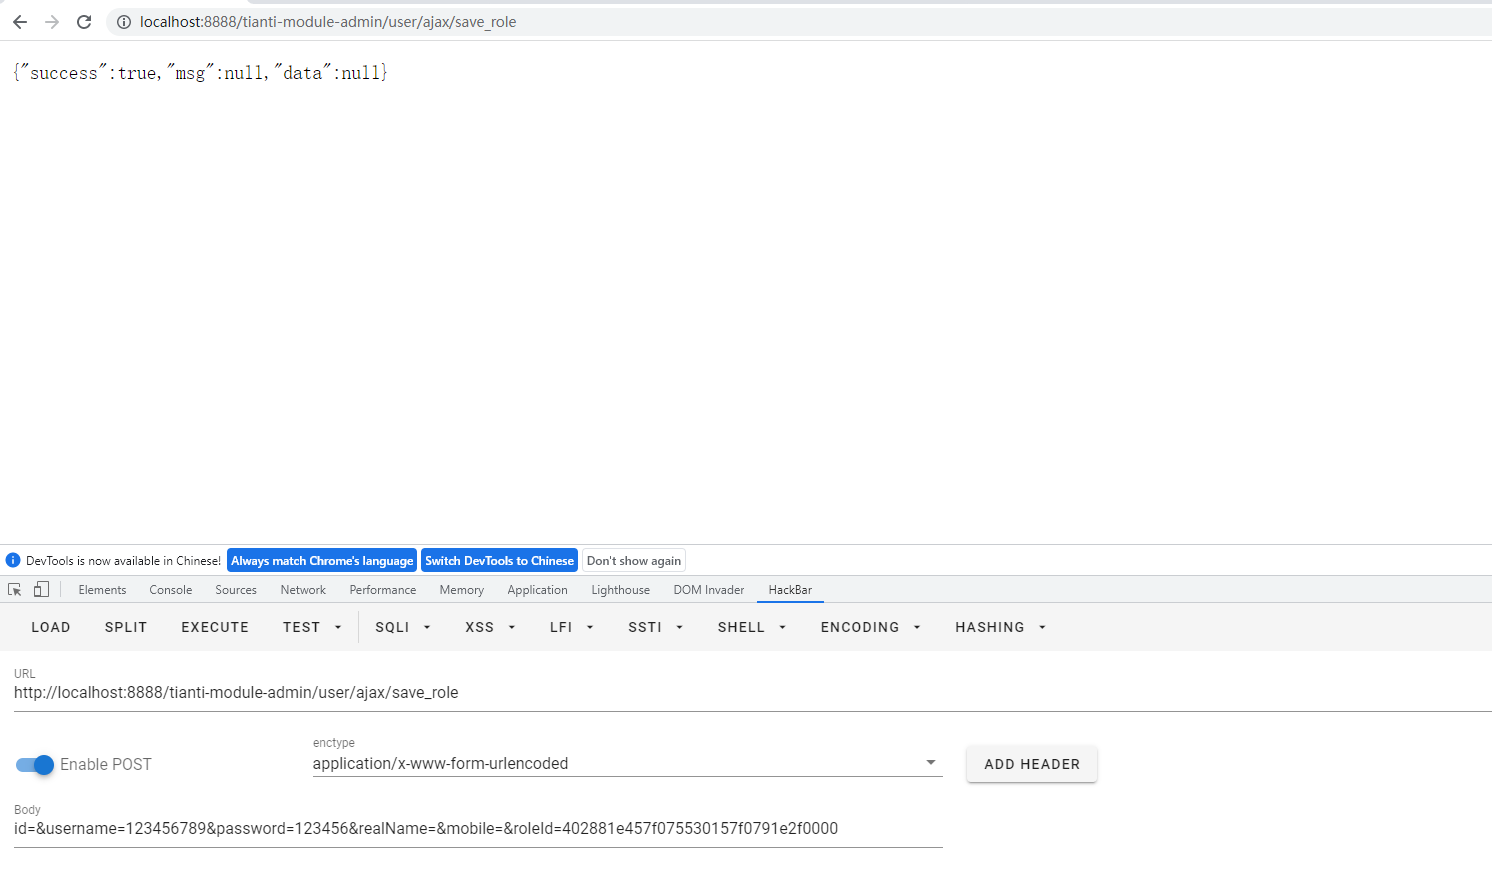 localhost:8888/tianti-module-admin/user/ajax/save_role
{"success":true,"msg":null,"data":null}
DevTools is now available in Chinese! Always match Chrome's language Switch DevTools to Chinese Don't show again
Elements Console Sources Network Performance Memory Application Lighthouse DOM Invader HackBar
LOAD SPLIT EXECUTE TEST SQLI XSS LFI SSTI SHELL ENCODING HASHING
URL
http://localhost:8888/tianti-module-admin/user/ajax/save_role
enctype
Enable POST application/x-www-form-urlencoded ADD HEADER
Body
id=&username=123456789&password=123456&realName=&mobile=&roleId=402881e457f075530157f0791e2f0000